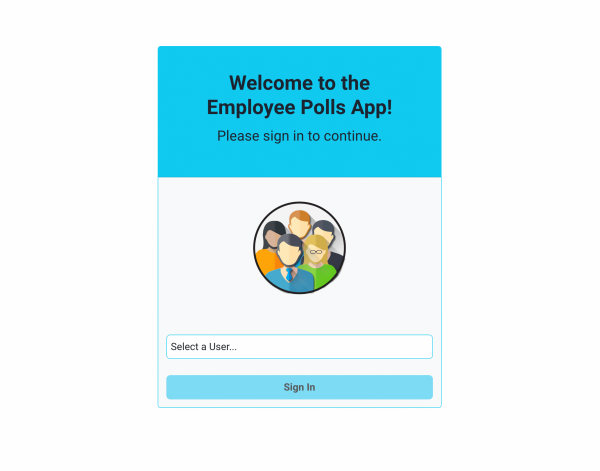 Welcome to the
Employee Polls App!
Please sign in to continue.
Select a User...
Sign In